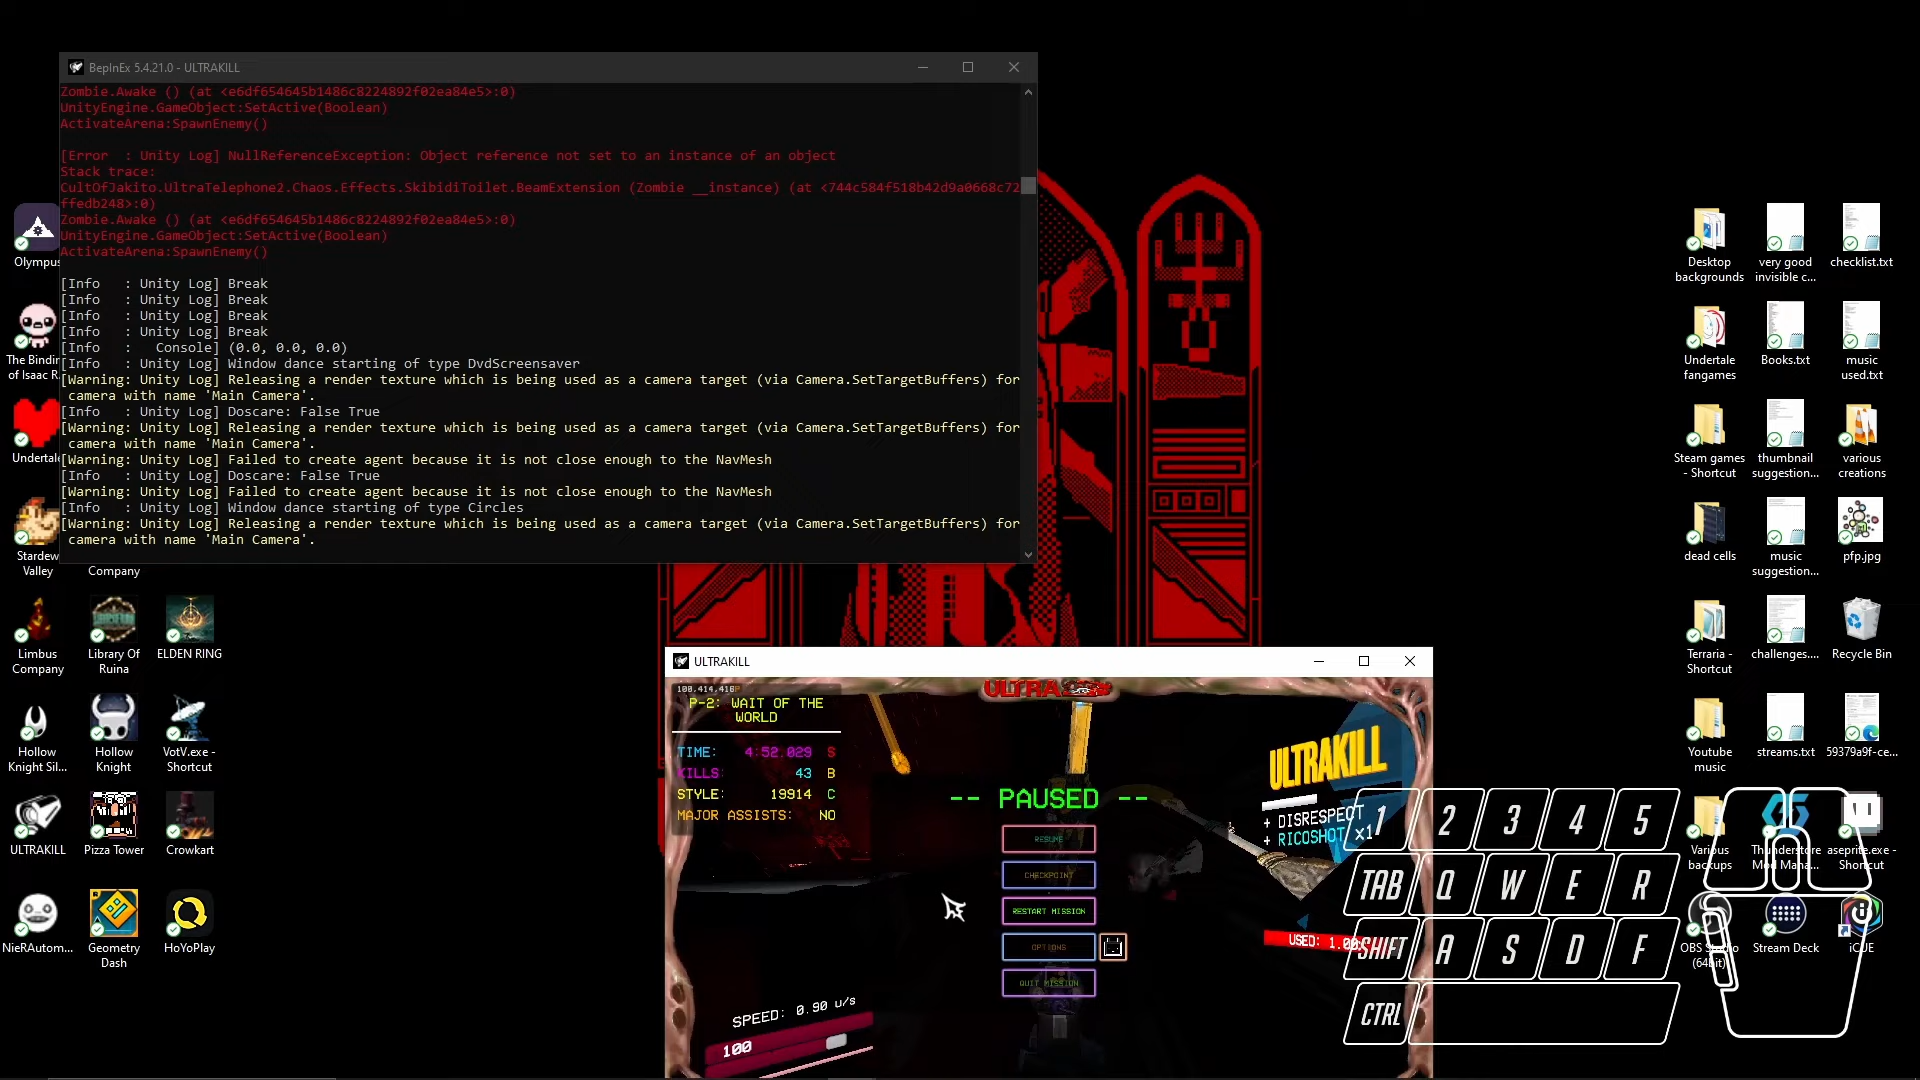 BepInEx 5.4.21.0 - ULTRAKILL
Zombie.Awake () (at <e6df654645b1486c8224892f02ea84e5>:0)
UnityEngine.GameObject:SetActive(Boolean)
ActivateArena:SpawnEnemy()
[Error  : Unity Log] NullReferenceException: Object reference not set to an instance of an object
Stack trace:
CultOfJakito.UltraTelephone2.Chaos.Effects.SkibidiToilet.BeamExtension (Zombie __instance) (at <744c584f518b42d9a0668c72
ffedb248>:0)
Zombie.Awake () (at <e6df654645b1486c8224892f02ea84e5>:0)
UnityEngine.GameObject:SetActive(Boolean)
ActivateArena:SpawnEnemy()
[Info   : Unity Log] Break
[Info   : Unity Log] Break
[Info   : Unity Log] Break
[Info   : Unity Log] Break
[Info   :   Console] (0.0, 0.0, 0.0)
[Info   : Unity Log] Window dance starting of type DvdScreensaver
[Warning: Unity Log] Releasing a render texture which is being used as a camera target (via Camera.SetTargetBuffers) for
camera with name 'Main Camera'.
[Info   : Unity Log] Doscare: False True
[Warning: Unity Log] Releasing a render texture which is being used as a camera target (via Camera.SetTargetBuffers) for
camera with name 'Main Camera'.
[Warning: Unity Log] Failed to create agent because it is not close enough to the NavMesh
[Info   : Unity Log] Doscare: False True
[Warning: Unity Log] Failed to create agent because it is not close enough to the NavMesh
[Info   : Unity Log] Window dance starting of type Circles
[Warning: Unity Log] Releasing a render texture which is being used as a camera target (via Camera.SetTargetBuffers) for
camera with name 'Main Camera'.
Olympus
The Bindin
of Isaac R
Undertale
Stardew
Valley
Company
Limbus
Company
Library Of
Ruina
ELDEN RING
Hollow
Knight Sil...
Hollow
Knight
VotV.exe -
Shortcut
ULTRAKILL
Pizza Tower
Crowkart
NieRAutom...
Geometry
Dash
HoYoPlay
Desktop
backgrounds
very good
invisible c...
checklist.txt
Undertale
fangames
Books.txt
music
used.txt
Steam games
- Shortcut
thumbnail
suggestion...
various
creations
dead cells
music
suggestion...
pfp.jpg
Terraria -
Shortcut
challenges....
Recycle Bin
Youtube
music
streams.txt
59379a9f-ce...
Various
backups
Thunderstore
Mod Mana...
aseprite.exe -
Shortcut
OBS Studio
(64bit)
Stream Deck
iCUE
ULTRAKILL
P-2: WAIT OF THE
WORLD
TIME: 4:52.029 S
KILLS: 43 B
STYLE: 19914 C
MAJOR ASSISTS: NO
-- PAUSED --
RESUME
CHECKPOINT
RESTART MISSION
OPTIONS
QUIT MISSION
ULTRAKILL
+ DISRESPECT
+ RICOSHOT x1
USED: 1.00
SPEED: 0.90 u/s
100
1 2 3 4 5
TAB Q W E R
SHIFT A S D F
CTRL